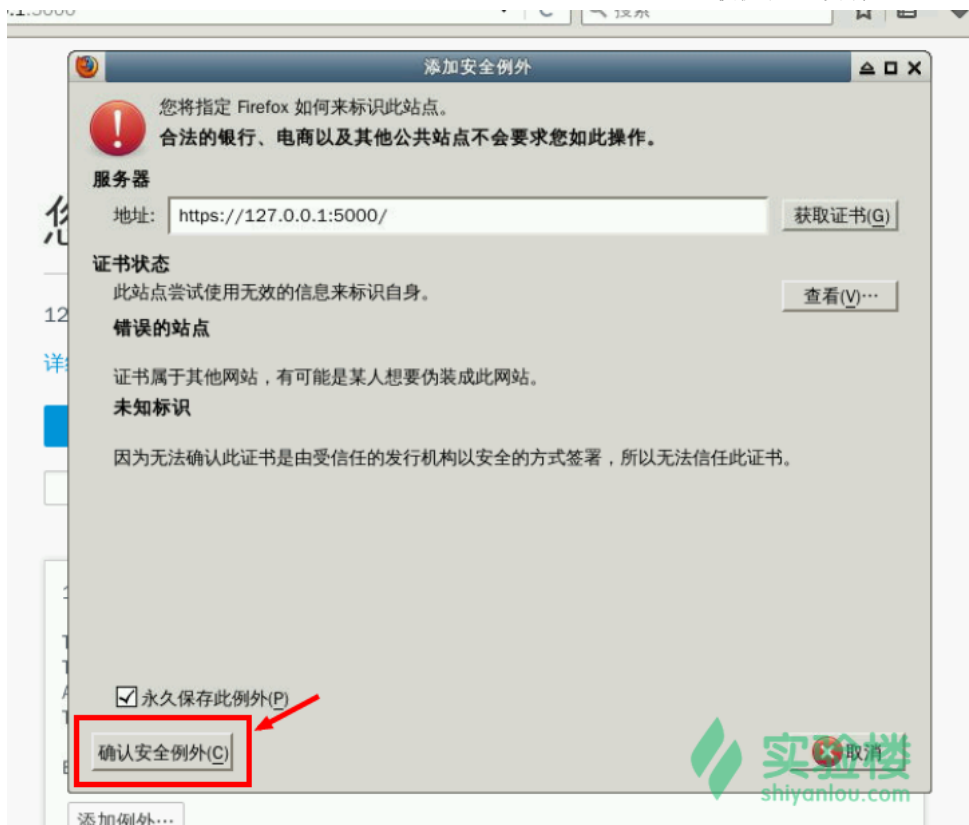 .1:5000
搜索
添加安全例外
您将指定 Firefox 如何来标识此站点。
合法的银行、电商以及其他公共站点不会要求您如此操作。
服务器
地址: https://127.0.0.1:5000/ 获取证书(G)
证书状态
此站点尝试使用无效的信息来标识自身。
查看(V)…
错误的站点
证书属于其他网站，有可能是某人想要伪装成此网站。
未知标识
因为无法确认此证书是由受信任的发行机构以安全的方式签署，所以无法信任此证书。
永久保存此例外(P)
确认安全例外(C)
取消
实验楼
shiyanlou.com
添加例外…
12